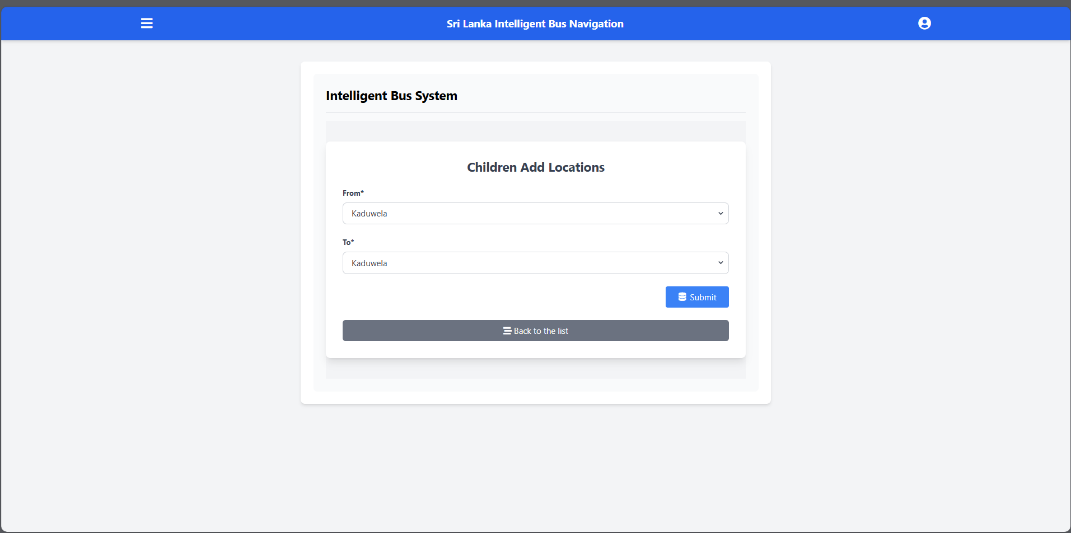 Sri Lanka Intelligent Bus Navigation
Intelligent Bus System
Children Add Locations
From*
Kaduwela
To*
Kaduwela
Submit
Back to the list